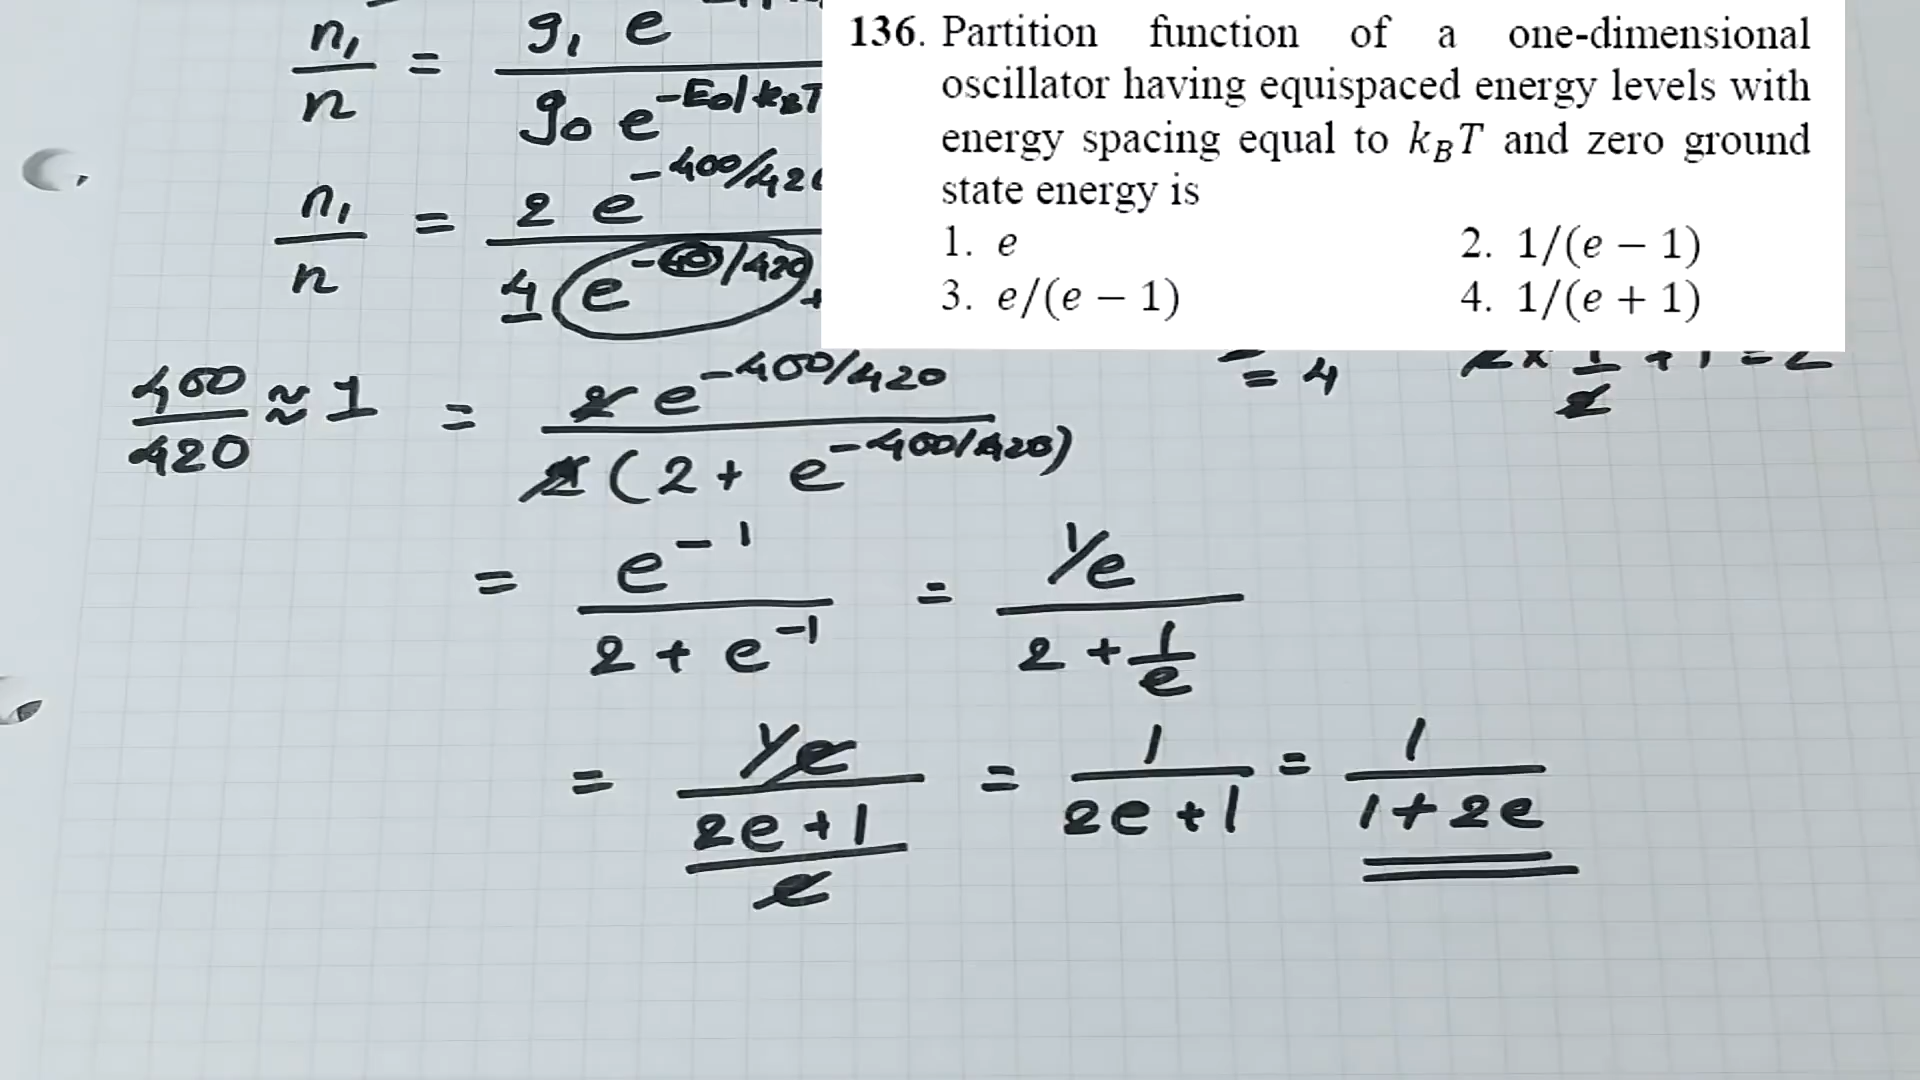 n₁/n = g₁ e
g₀ e^(-E₀/k_BT
n₁/n = 2 e^(-400/420
4 (e^(-400/420) +
136. Partition function of a one-dimensional
oscillator having equispaced energy levels with
energy spacing equal to k_BT and zero ground
state energy is
1. e 2. 1/(e − 1)
3. e/(e − 1) 4. 1/(e + 1)
= 4
400/420 ≈ 1 = 2 e^(-400/420) / 4 (2 + e^(-400/420))
= e^(-1) / (2 + e^(-1)) = 1/e / (2 + 1/e)
= 1/e / ((2e + 1)/e) = 1/(2e + 1) = 1/(1 + 2e)